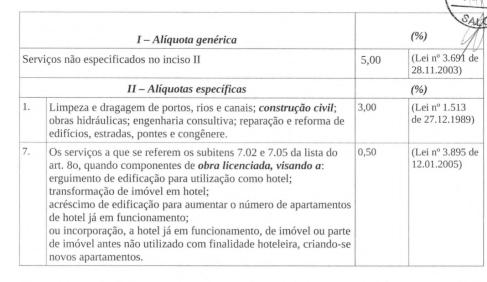 SAL
I – Alíquota genérica (%)
Serviços não especificados no inciso II 5,00 (Lei nº 3.691 de
28.11.2003)
II – Alíquotas específicas (%)
1. Limpeza e dragagem de portos, rios e canais; construção civil; 3,00 (Lei nº 1.513
obras hidráulicas; engenharia consultiva; reparação e reforma de de 27.12.1989)
edifícios, estradas, pontes e congênere.
7. Os serviços a que se referem os subitens 7.02 e 7.05 da lista do 0,50 (Lei nº 3.895 de
art. 8o, quando componentes de obra licenciada, visando a: 12.01.2005)
erguimento de edificação para utilização como hotel;
transformação de imóvel em hotel;
acréscimo de edificação para aumentar o número de apartamentos
de hotel já em funcionamento;
ou incorporação, a hotel já em funcionamento, de imóvel ou parte
de imóvel antes não utilizado com finalidade hoteleira, criando-se
novos apartamentos.